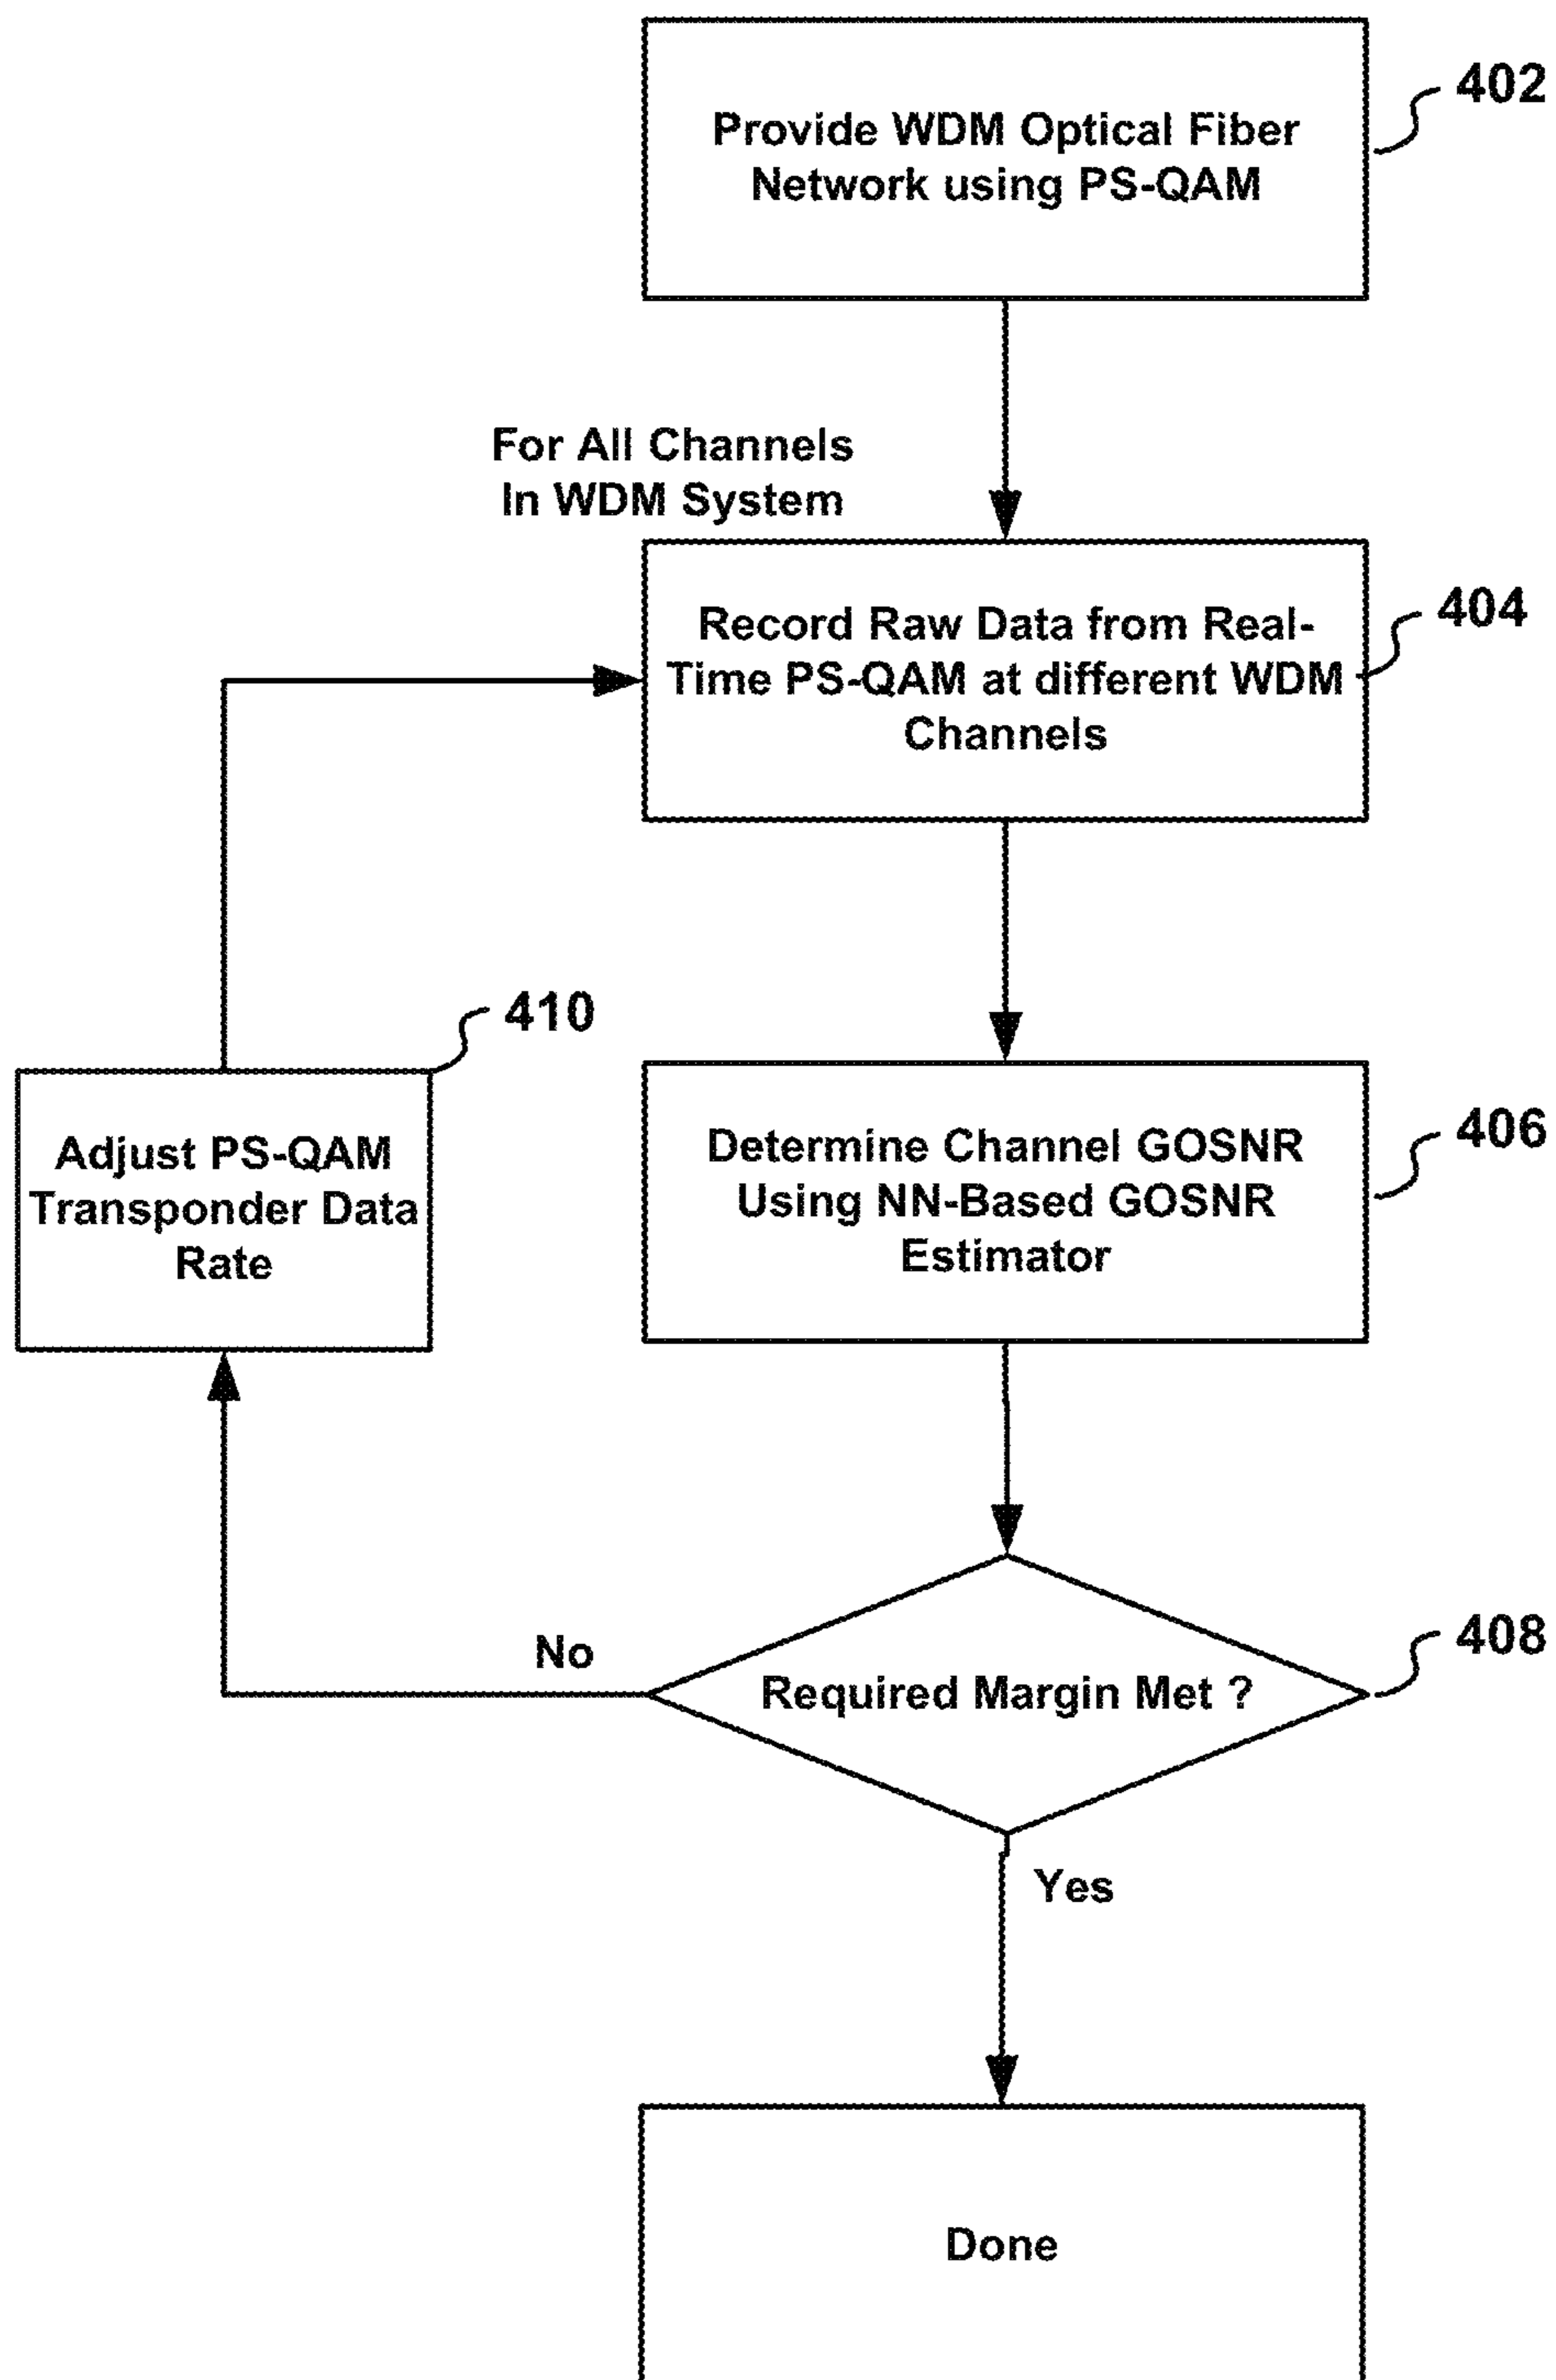 Provide WDM Optical Fiber
Network using PS-QAM
402
For All Channels
In WDM System
Record Raw Data from Real-
Time PS-QAM at different WDM
Channels
404
410
Adjust PS-QAM
Transponder Data
Rate
Determine Channel GOSNR
Using NN-Based GOSNR
Estimator
406
No
Required Margin Met ?
408
Yes
Done